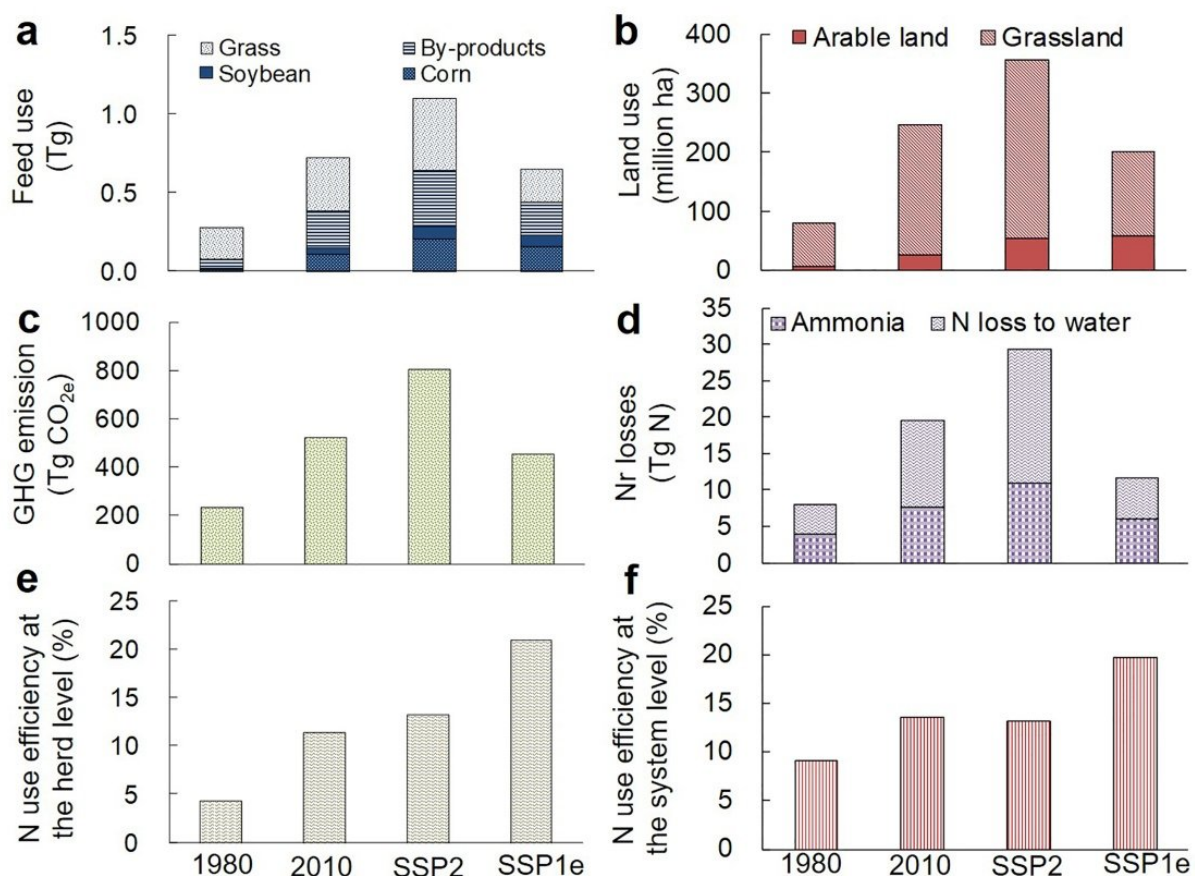 a
Grass
By-products
Soybean
Corn
Feed use
(Tg)
1.5
1.0
0.5
0.0
b
Arable land
Grassland
Land use
(million ha)
400
300
200
100
0
c
GHG emission
(Tg CO2e)
1000
800
600
400
200
0
d
Ammonia
N loss to water
Nr losses
(Tg N)
35
30
25
20
15
10
5
0
e
N use efficiency at
the herd level (%)
25
20
15
10
5
0
1980
2010
SSP2
SSP1e
f
N use efficiency at
the system level (%)
25
20
15
10
5
0
1980
2010
SSP2
SSP1e